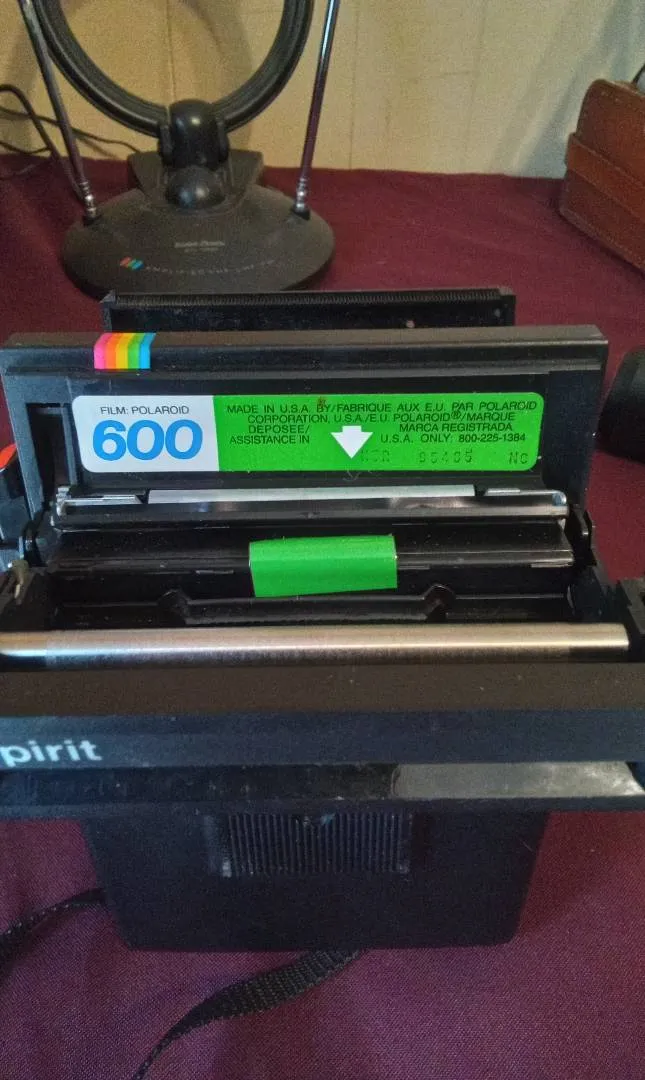 AMPLIFIED
FILM: POLAROID
600
MADE IN U.S.A. BY/FABRIQUE AUX E.U. PAR POLAROID
CORPORATION, U.S.A./E.U. POLAROID®/MARQUE
DEPOSEE/ MARCA REGISTRADA.
ASSISTANCE IN U.S.A. ONLY: 800-225-1384
pirit